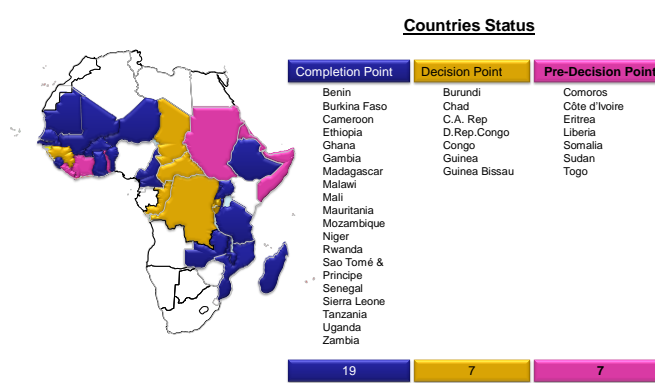 Countries Status
Completion Point
Benin
Burkina Faso
Cameroon
Ethiopia
Ghana
Gambia
Madagascar
Malawi
Mali
Mauritania
Mozambique
Niger
Rwanda
Sao Tomé &
Principe
Senegal
Sierra Leone
Tanzania
Uganda
Zambia
19
Decision Point
Burundi
Chad
C.A. Rep
D.Rep.Congo
Congo
Guinea
Guinea Bissau
7
Pre-Decision Point
Comoros
Côte d'Ivoire
Eritrea
Liberia
Somalia
Sudan
Togo
7